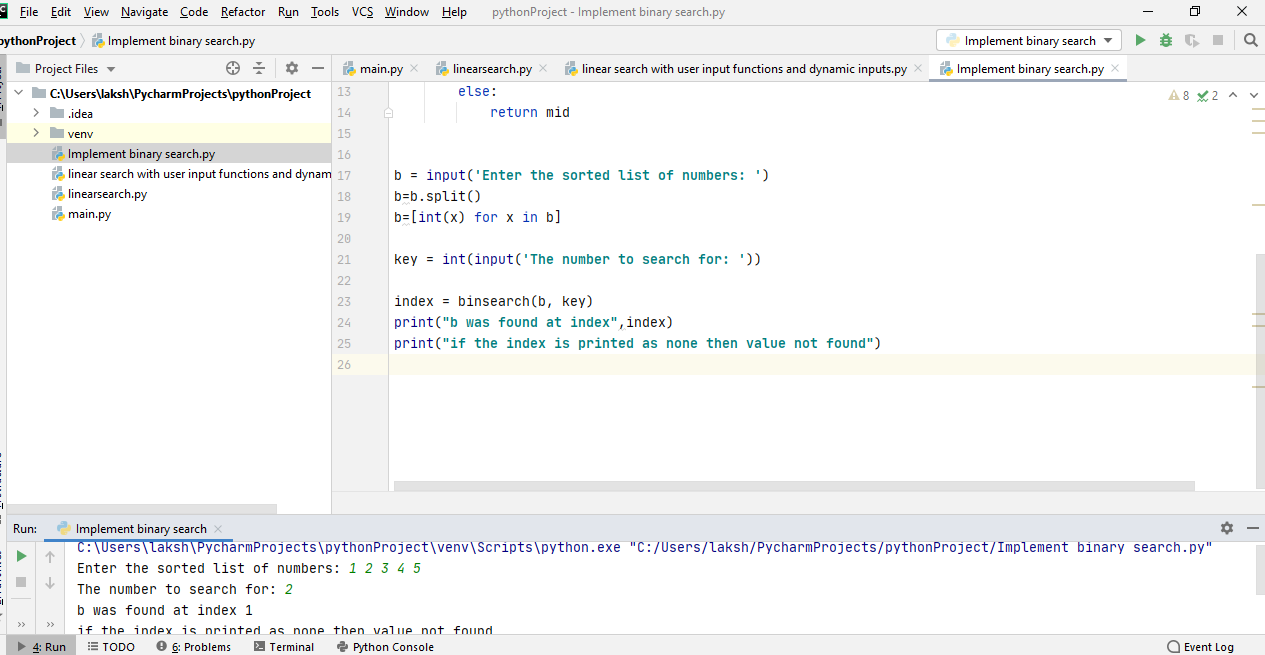 File Edit View Navigate Code Refactor Run Tools VCS Window Help pythonProject - Implement binary search.py
pythonProject Implement binary search.py Implement binary search
Project Files main.py linearsearch.py linear search with user input functions and dynamic inputs.py Implement binary search.py
C:\Users\laksh\PycharmProjects\pythonProject
.idea
venv
Implement binary search.py
linear search with user input functions and dynam
linearsearch.py
main.py
8 2
13 else:
14 return mid
15
16
17 b = input('Enter the sorted list of numbers: ')
18 b=b.split()
19 b=[int(x) for x in b]
20
21 key = int(input('The number to search for: '))
22
23 index = binsearch(b, key)
24 print("b was found at index",index)
25 print("if the index is printed as none then value not found")
26
Run: Implement binary search
C:\Users\laksh\PycharmProjects\pythonProject\venv\Scripts\python.exe "C:/Users/laksh/PycharmProjects/pythonProject/Implement binary search.py"
Enter the sorted list of numbers: 1 2 3 4 5
The number to search for: 2
b was found at index 1
if the index is printed as none then value not found
4: Run TODO 6: Problems Terminal Python Console Event Log